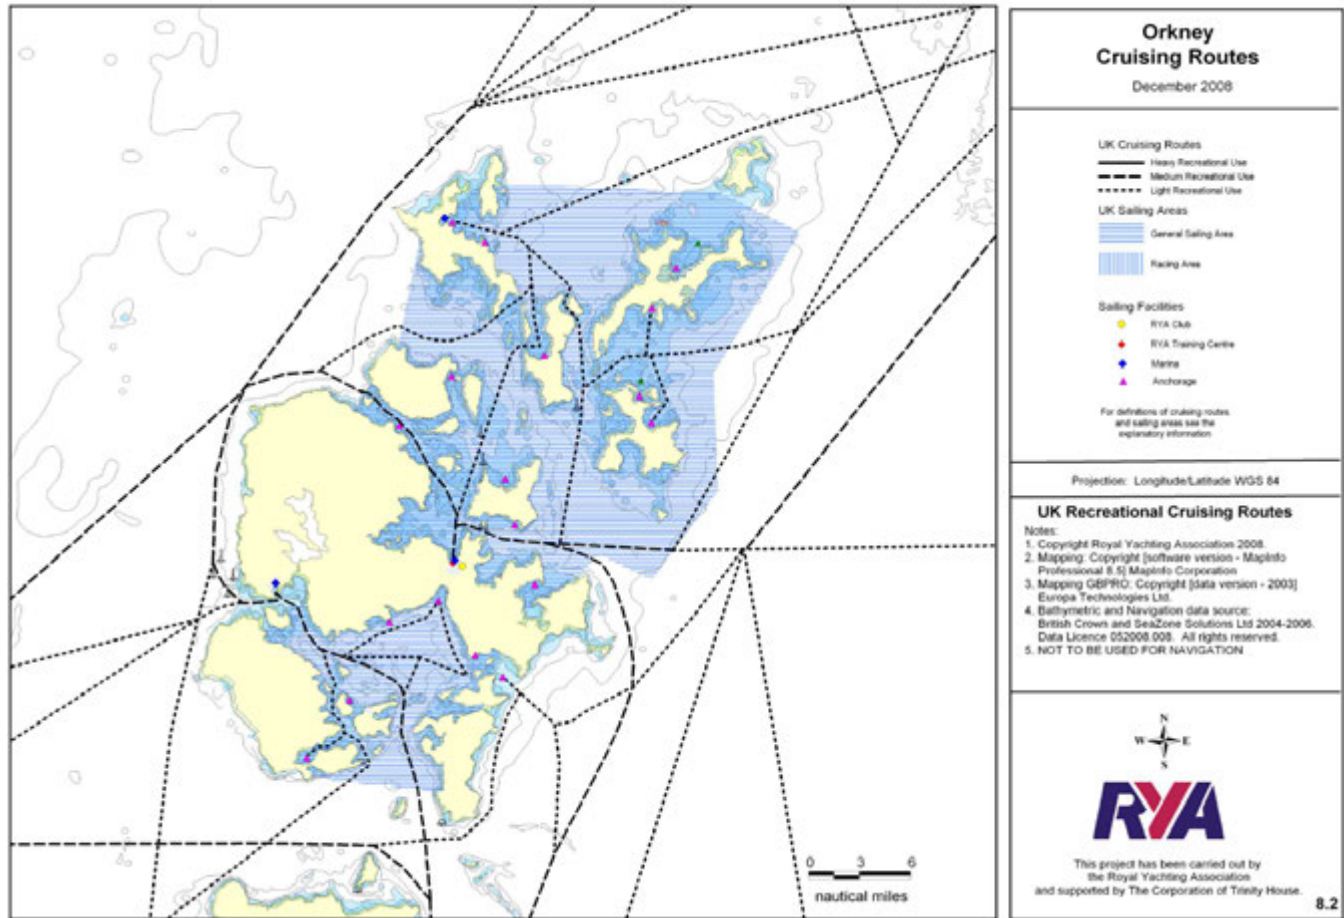 Orkney
Cruising Routes
December 2008
UK Cruising Routes
Heavy Recreational Use
Medium Recreational Use
Light Recreational Use
UK Sailing Areas
General Sailing Area
Racing Area
Sailing Facilities
RYA Club
RYA Training Centre
Marina
Anchorage
For definitions of cruising routes
and sailing areas see the
explanatory information
Projection: Longitude/Latitude WGS 84
UK Recreational Cruising Routes
Notes:
1. Copyright Royal Yachting Association 2008.
2. Mapping: Copyright [software version - MapInfo
Professional 8.5] MapInfo Corporation
3. Mapping GBPRO: Copyright [data version - 2003]
Europa Technologies Ltd.
4. Bathymetric and Navigation data source:
British Crown and SeaZone Solutions Ltd 2004-2006.
Data Licence 052008.008. All rights reserved.
5. NOT TO BE USED FOR NAVIGATION
N
W E
S
RYA
This project has been carried out by
the Royal Yachting Association
and supported by The Corporation of Trinity House.
8.2
0 3 6
nautical miles